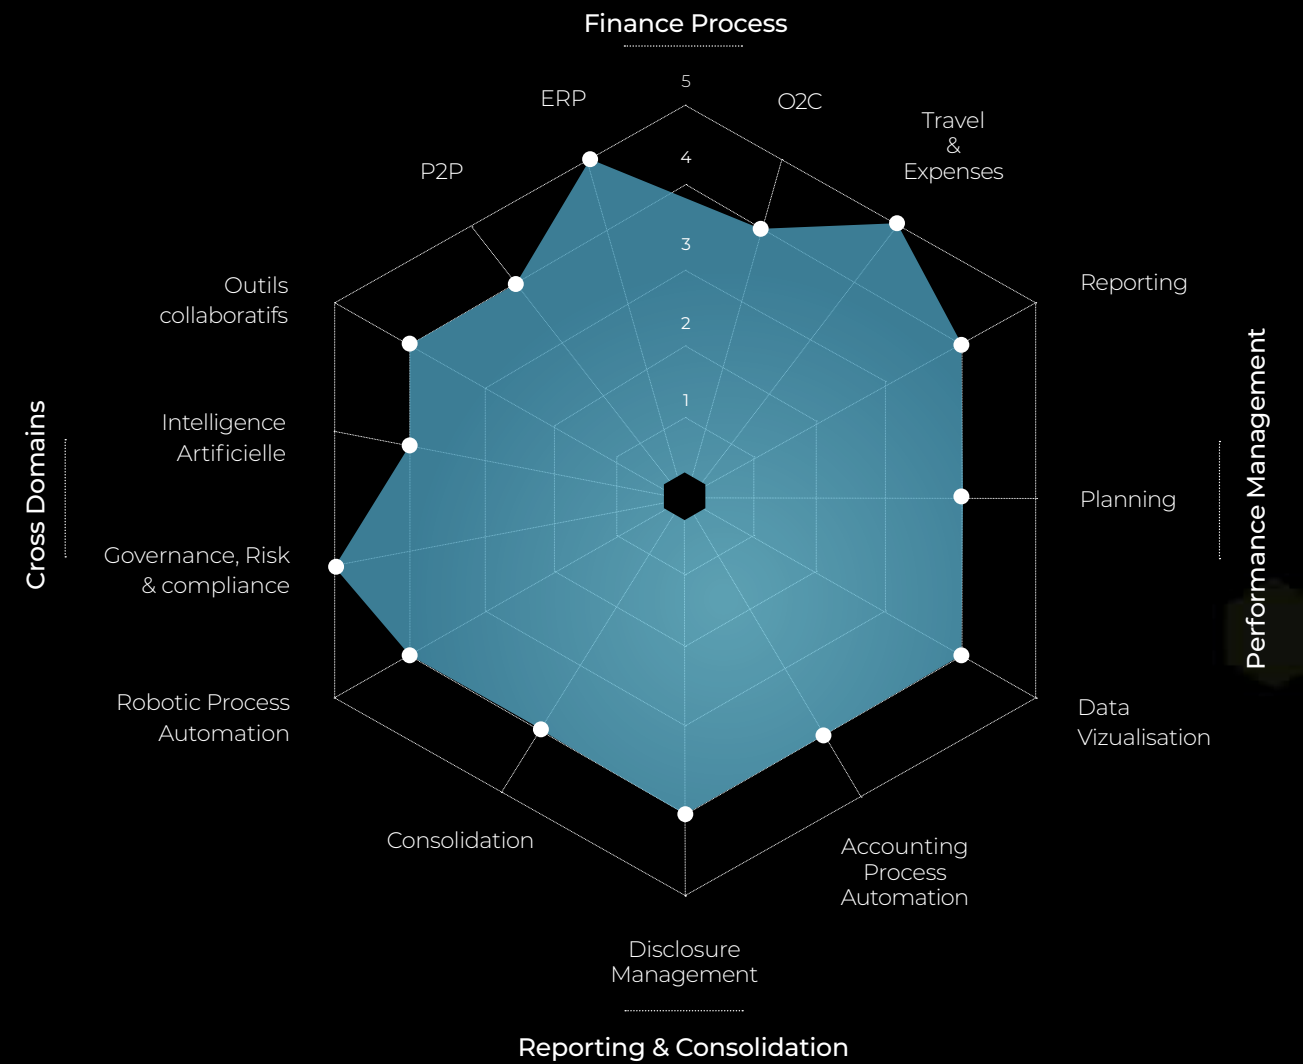 Finance Process
5
ERP
O2C
Travel
&
Expenses
4
P2P
3
Reporting
Outils
collaboratifs
2
1
Intelligence
Artificielle
Cross Domains
Performance Management
Planning
Governance, Risk
& compliance
Robotic Process
Automation
Data
Vizualisation
Consolidation
Accounting
Process
Automation
Disclosure
Management
Reporting & Consolidation